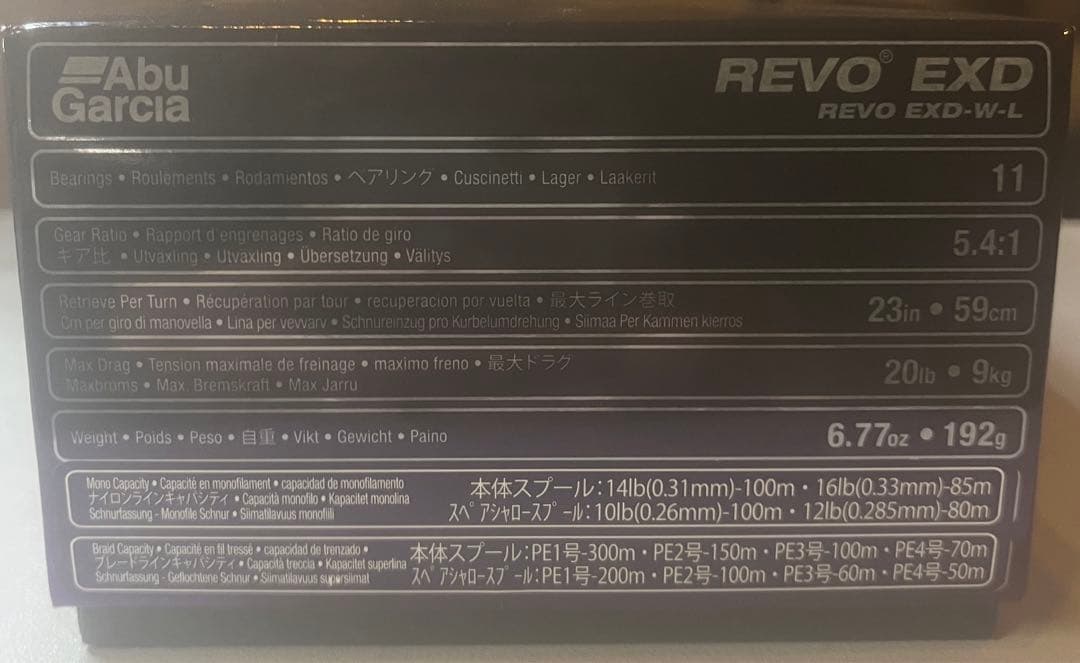 Abu
Garcia
REVO® EXD
REVO EXD-W-L
Bearings • Roulements • Rodamientos • ベアリンク • Cuscinetti • Lager • Laakerit
11
Gear Ratio • Rapport d'engrenages • Ratio de giro
ギア比 • Utvaxling • Utvaxling • Übersetzung • Välitys
5.4:1
Retrieve Per Turn • Récupération par tour • recuperacion por vuelta • 最大ライン巻取
Cm per giro di manovella • Lina per vevvarv • Schnureinzug pro Kurbelumdrehung • Siimaa Per Kammen kierros
23in • 59cm
Max Drag • Tension maximale de freinage • maximo freno • 最大ドラグ
Maxbroms • Max. Bremskraft • Max Jarru
20lb • 9kg
Weight • Poids • Peso • 自重 • Vikt • Gewicht • Paino
6.77oz • 192g
Mono Capacity • Capacité en monofilament • capacidad de monofilamento
ナイロンラインキャパシティ • Capacità monofilo • Kapacitet monolina
Schnurfassung - Monofile Schnur • Siimatilavuus monofiili
本体スプール:14lb(0.31mm)-100m・16lb(0.33mm)-85m
スペアシャロースプール:10lb(0.26mm)-100m・12lb(0.285mm)-80m
Braid Capacity • Capacité en fil tressé • capacidad de trenzado •
ブレードラインキャパシティ • Capacità treccia • Kapacitet superlina
Schnurfassung - Geflochtene Schnur • Siimatilavuus supersiimat
本体スプール:PE1号-300m・PE2号-150m・PE3号-100m・PE4号-70m
スペアシャロースプール:PE1号-200m・PE2号-100m・PE3号-60m・PE4号-50m